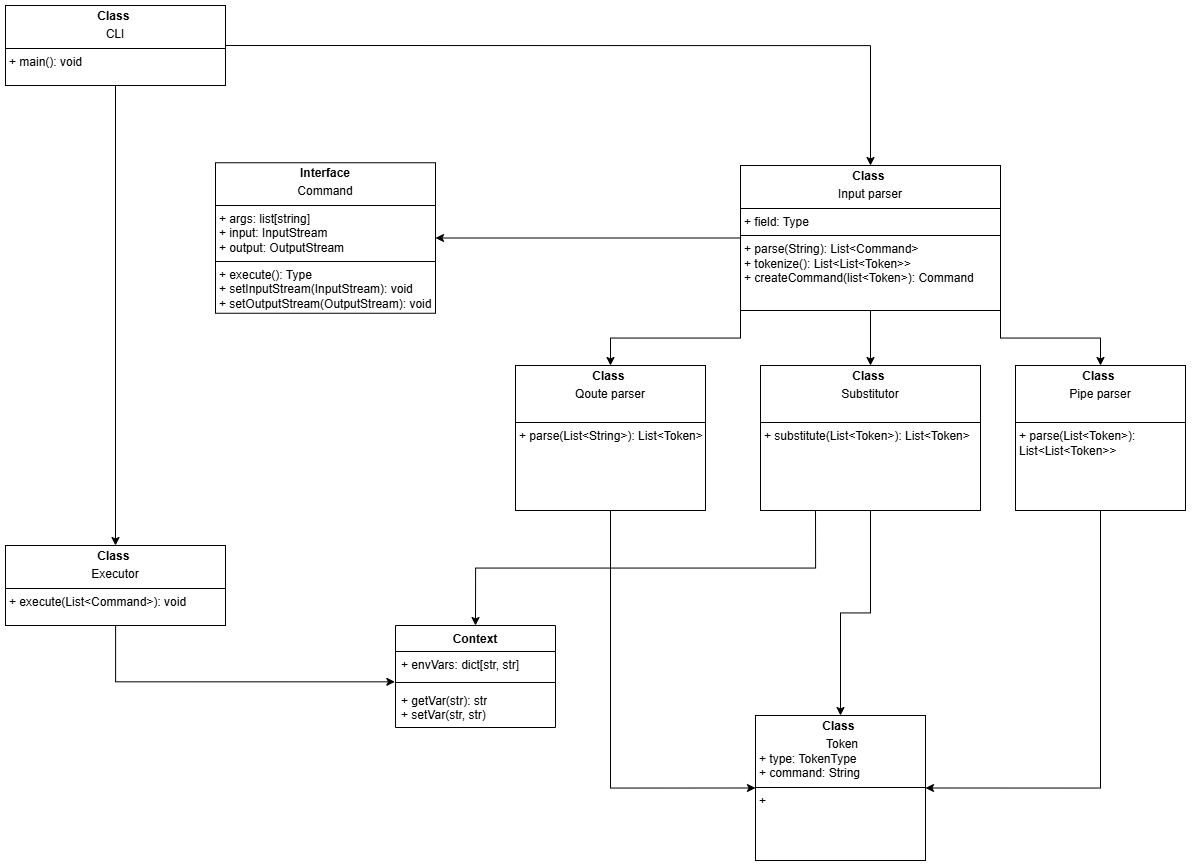 Class
CLI
+ main(): void
Interface
Command
+ args: list[string]
+ input: InputStream
+ output: OutputStream
+ execute(): Type
+ setInputStream(InputStream): void
+ setOutputStream(OutputStream): void
Class
Input parser
+ field: Type
+ parse(String): List<Command>
+ tokenize(): List<List<Token>>
+ createCommand(list<Token>): Command
Class
Qoute parser
+ parse(List<String>): List<Token>
Class
Substitutor
+ substitute(List<Token>): List<Token>
Class
Pipe parser
+ parse(List<Token>):
List<List<Token>>
Class
Executor
+ execute(List<Command>): void
Context
+ envVars: dict[str, str]
+ getVar(str): str
+ setVar(str, str)
Class
Token
+ type: TokenType
+ command: String
+